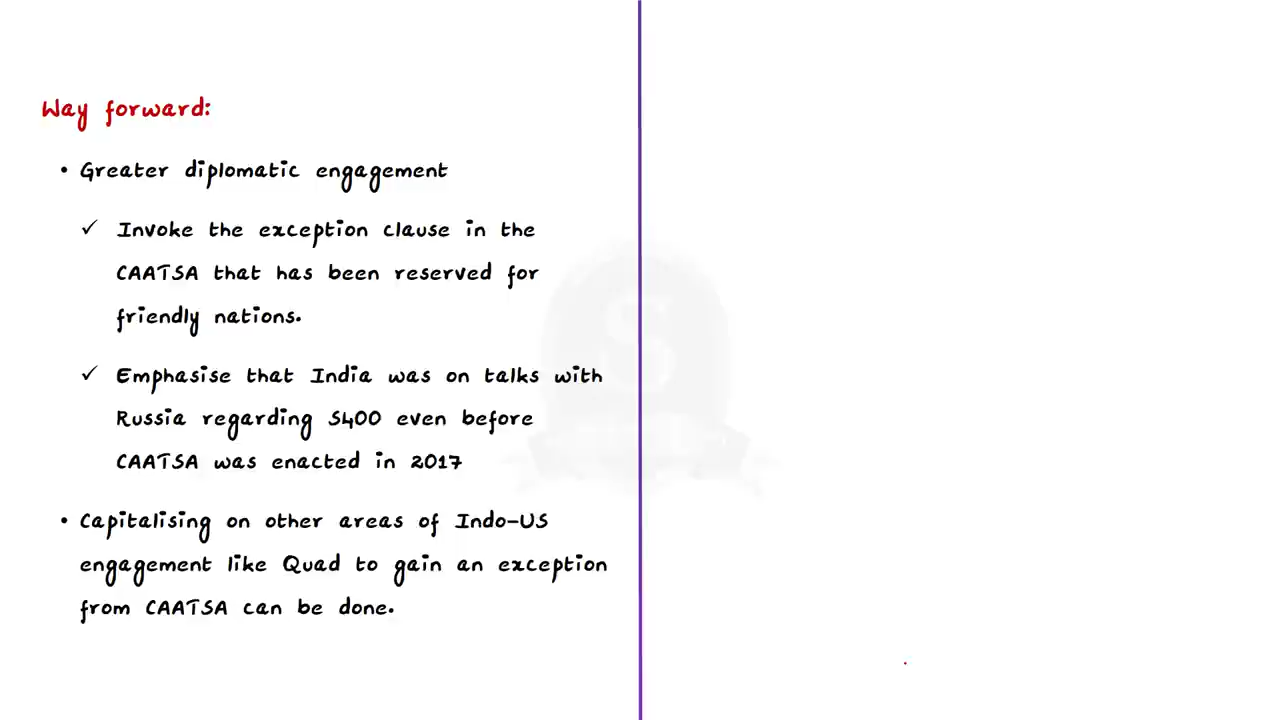 Way forward:
• Greater diplomatic engagement
✓ Invoke the exception clause in the
CAATSA that has been reserved for
friendly nations.
✓ Emphasise that India was on talks with
Russia regarding S400 even before
CAATSA was enacted in 2017
• Capitalising on other areas of Indo-US
engagement like Quad to gain an exception
from CAATSA can be done.